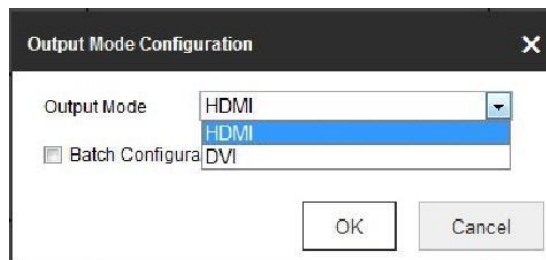 Output Mode Configuration
Output Mode HDMI
HDMI
Batch Configura DVI
OK Cancel